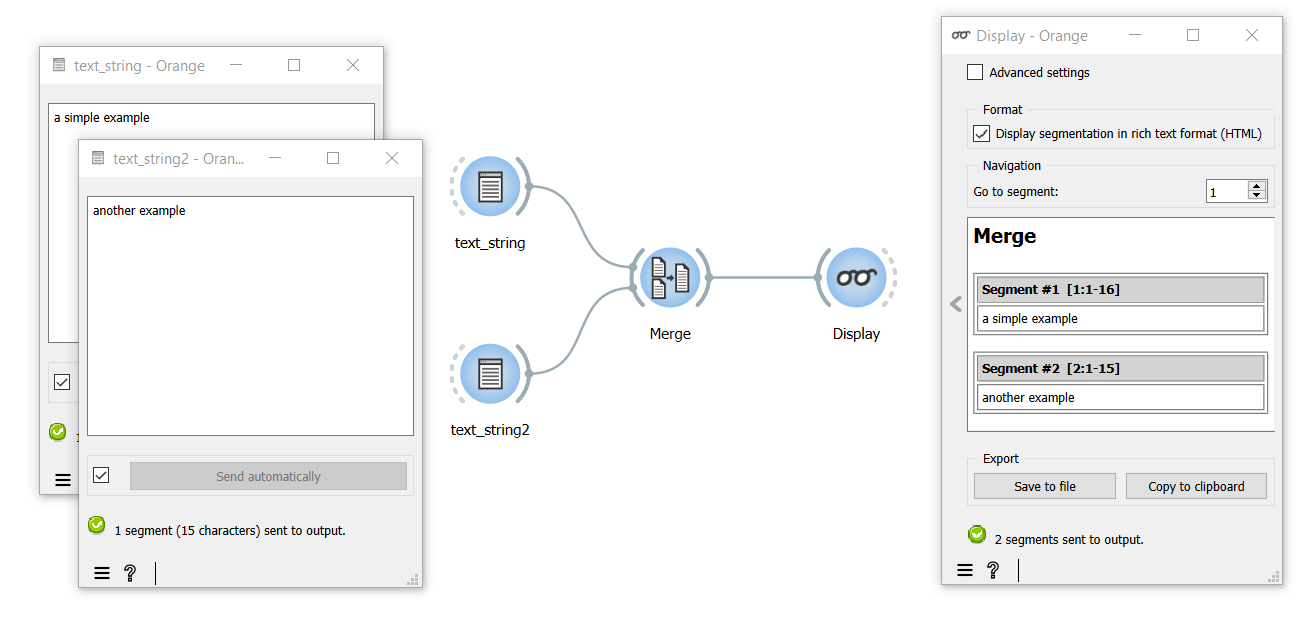 text_string - Orange
a simple example
1
text_string2 - Oran...
another example
Send automatically
1 segment (15 characters) sent to output.
?
text_string
text_string2
Merge
Display
Display - Orange
Advanced settings
Format
Display segmentation in rich text format (HTML)
Navigation
Go to segment:
1
Merge
Segment #1 [1:1-16]
a simple example
Segment #2 [2:1-15]
another example
Export
Save to file
Copy to clipboard
2 segments sent to output.
?